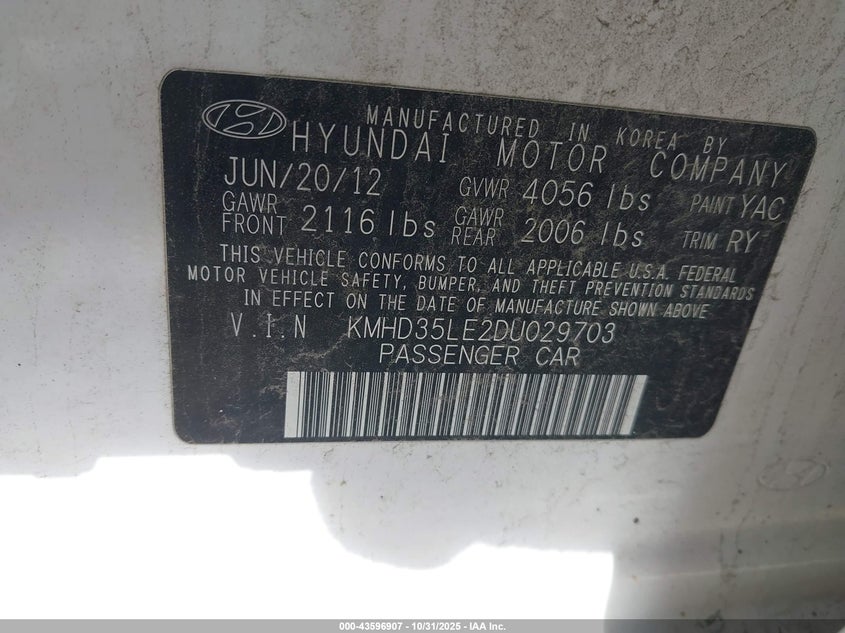 MANUFACTURED IN KOREA BY
HYUNDAI MOTOR COMPANY
JUN/20/12 GVWR 4056 lbs PAINT YAC
GAWR FRONT 2116 lbs GAWR REAR 2006 lbs TRIM RY
THIS VEHICLE CONFORMS TO ALL APPLICABLE U.S.A. FEDERAL
MOTOR VEHICLE SAFETY, BUMPER, AND THEFT PREVENTION STANDARDS
IN EFFECT ON THE DATE OF MANUFACTURE SHOWN ABOVE.
V.I.N KMHD35LE2DU029703
PASSENGER CAR
000-43596907 - 10/31/2025 - IAA Inc.